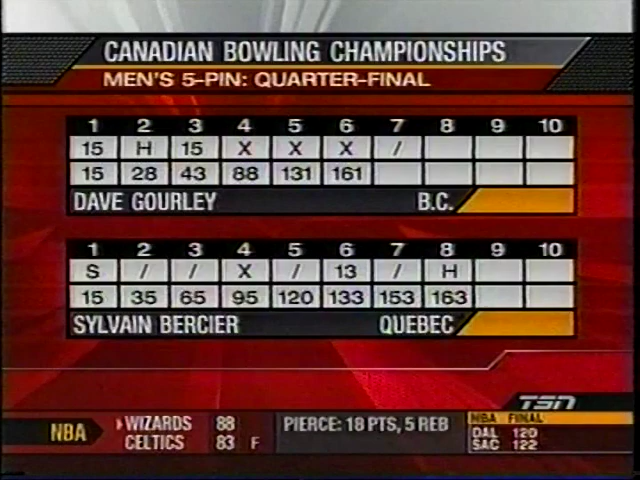 CANADIAN BOWLING CHAMPIONSHIPS
MEN'S 5-PIN: QUARTER-FINAL
1 2 3 4 5 6 7 8 9 10
15 H 15 X X X /
15 28 43 88 131 161
DAVE GOURLEY B.C.
1 2 3 4 5 6 7 8 9 10
S / / X / 13 / H
15 35 65 95 120 133 153 163
SYLVAIN BERCIER QUEBEC
TSN
NBA WIZARDS 88 PIERCE: 18 PTS, 5 REB NBA FINAL
CELTICS 83 F DAL 120
SAC 122